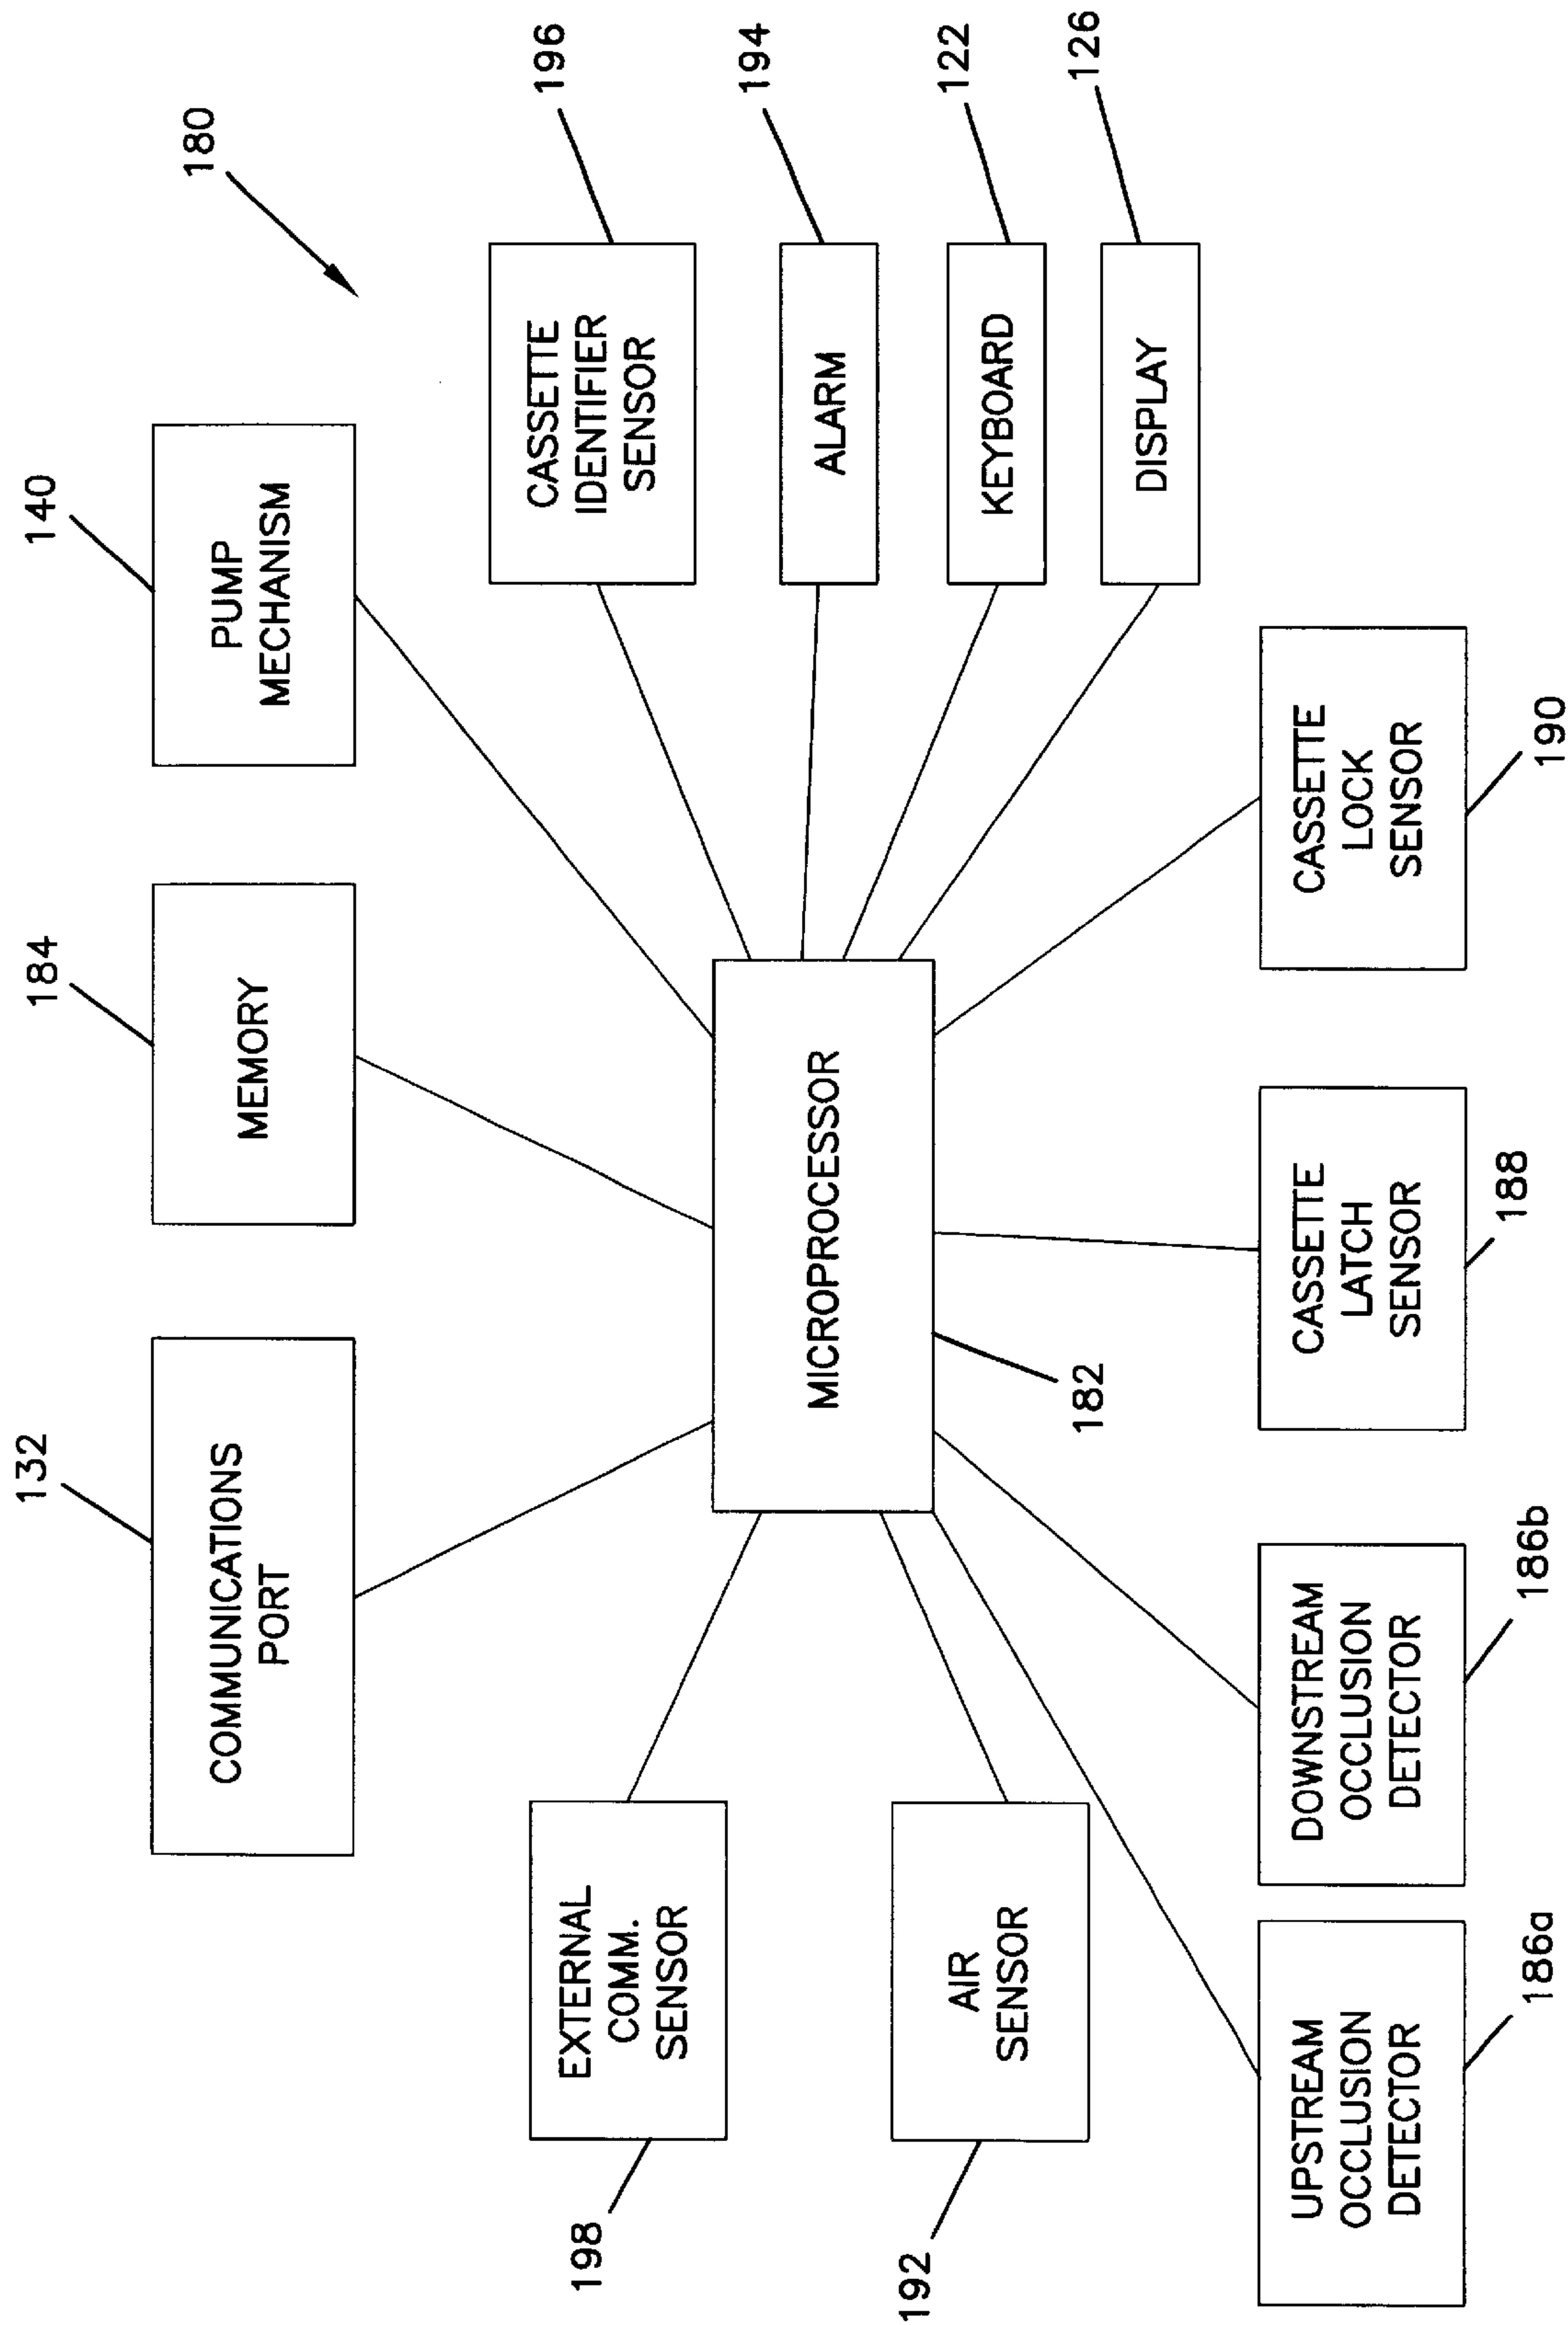 180
132
184
140
COMMUNICATIONS
PORT
MEMORY
PUMP
MECHANISM
198
EXTERNAL
COMM.
SENSOR
CASSETTE
IDENTIFIER
SENSOR
196
MICROPROCESSOR
182
ALARM
194
192
AIR
SENSOR
KEYBOARD
122
DISPLAY
126
UPSTREAM
OCCLUSION
DETECTOR
186a
DOWNSTREAM
OCCLUSION
DETECTOR
186b
CASSETTE
LATCH
SENSOR
188
CASSETTE
LOCK
SENSOR
190